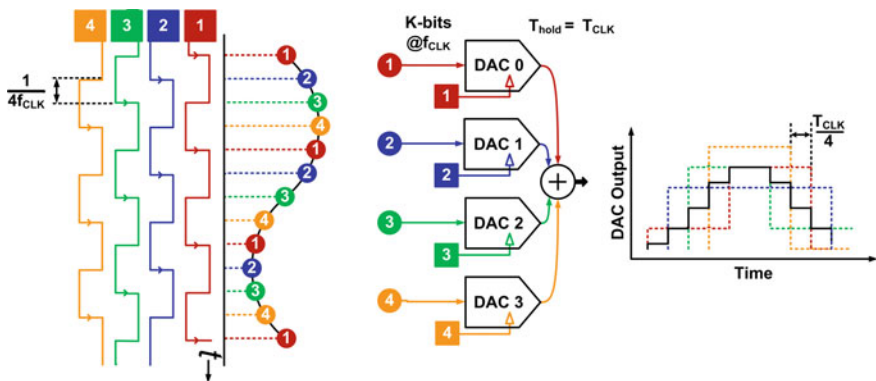 4 3 2 1
1
4f_CLK
1
2
3
4
1
2
3
4
1
2
3
4
1
t
K-bits
@f_CLK
T_hold = T_CLK
1 DAC 0
1
2 DAC 1
2
+
3 DAC 2
3
4 DAC 3
4
T_CLK
4
DAC Output
Time